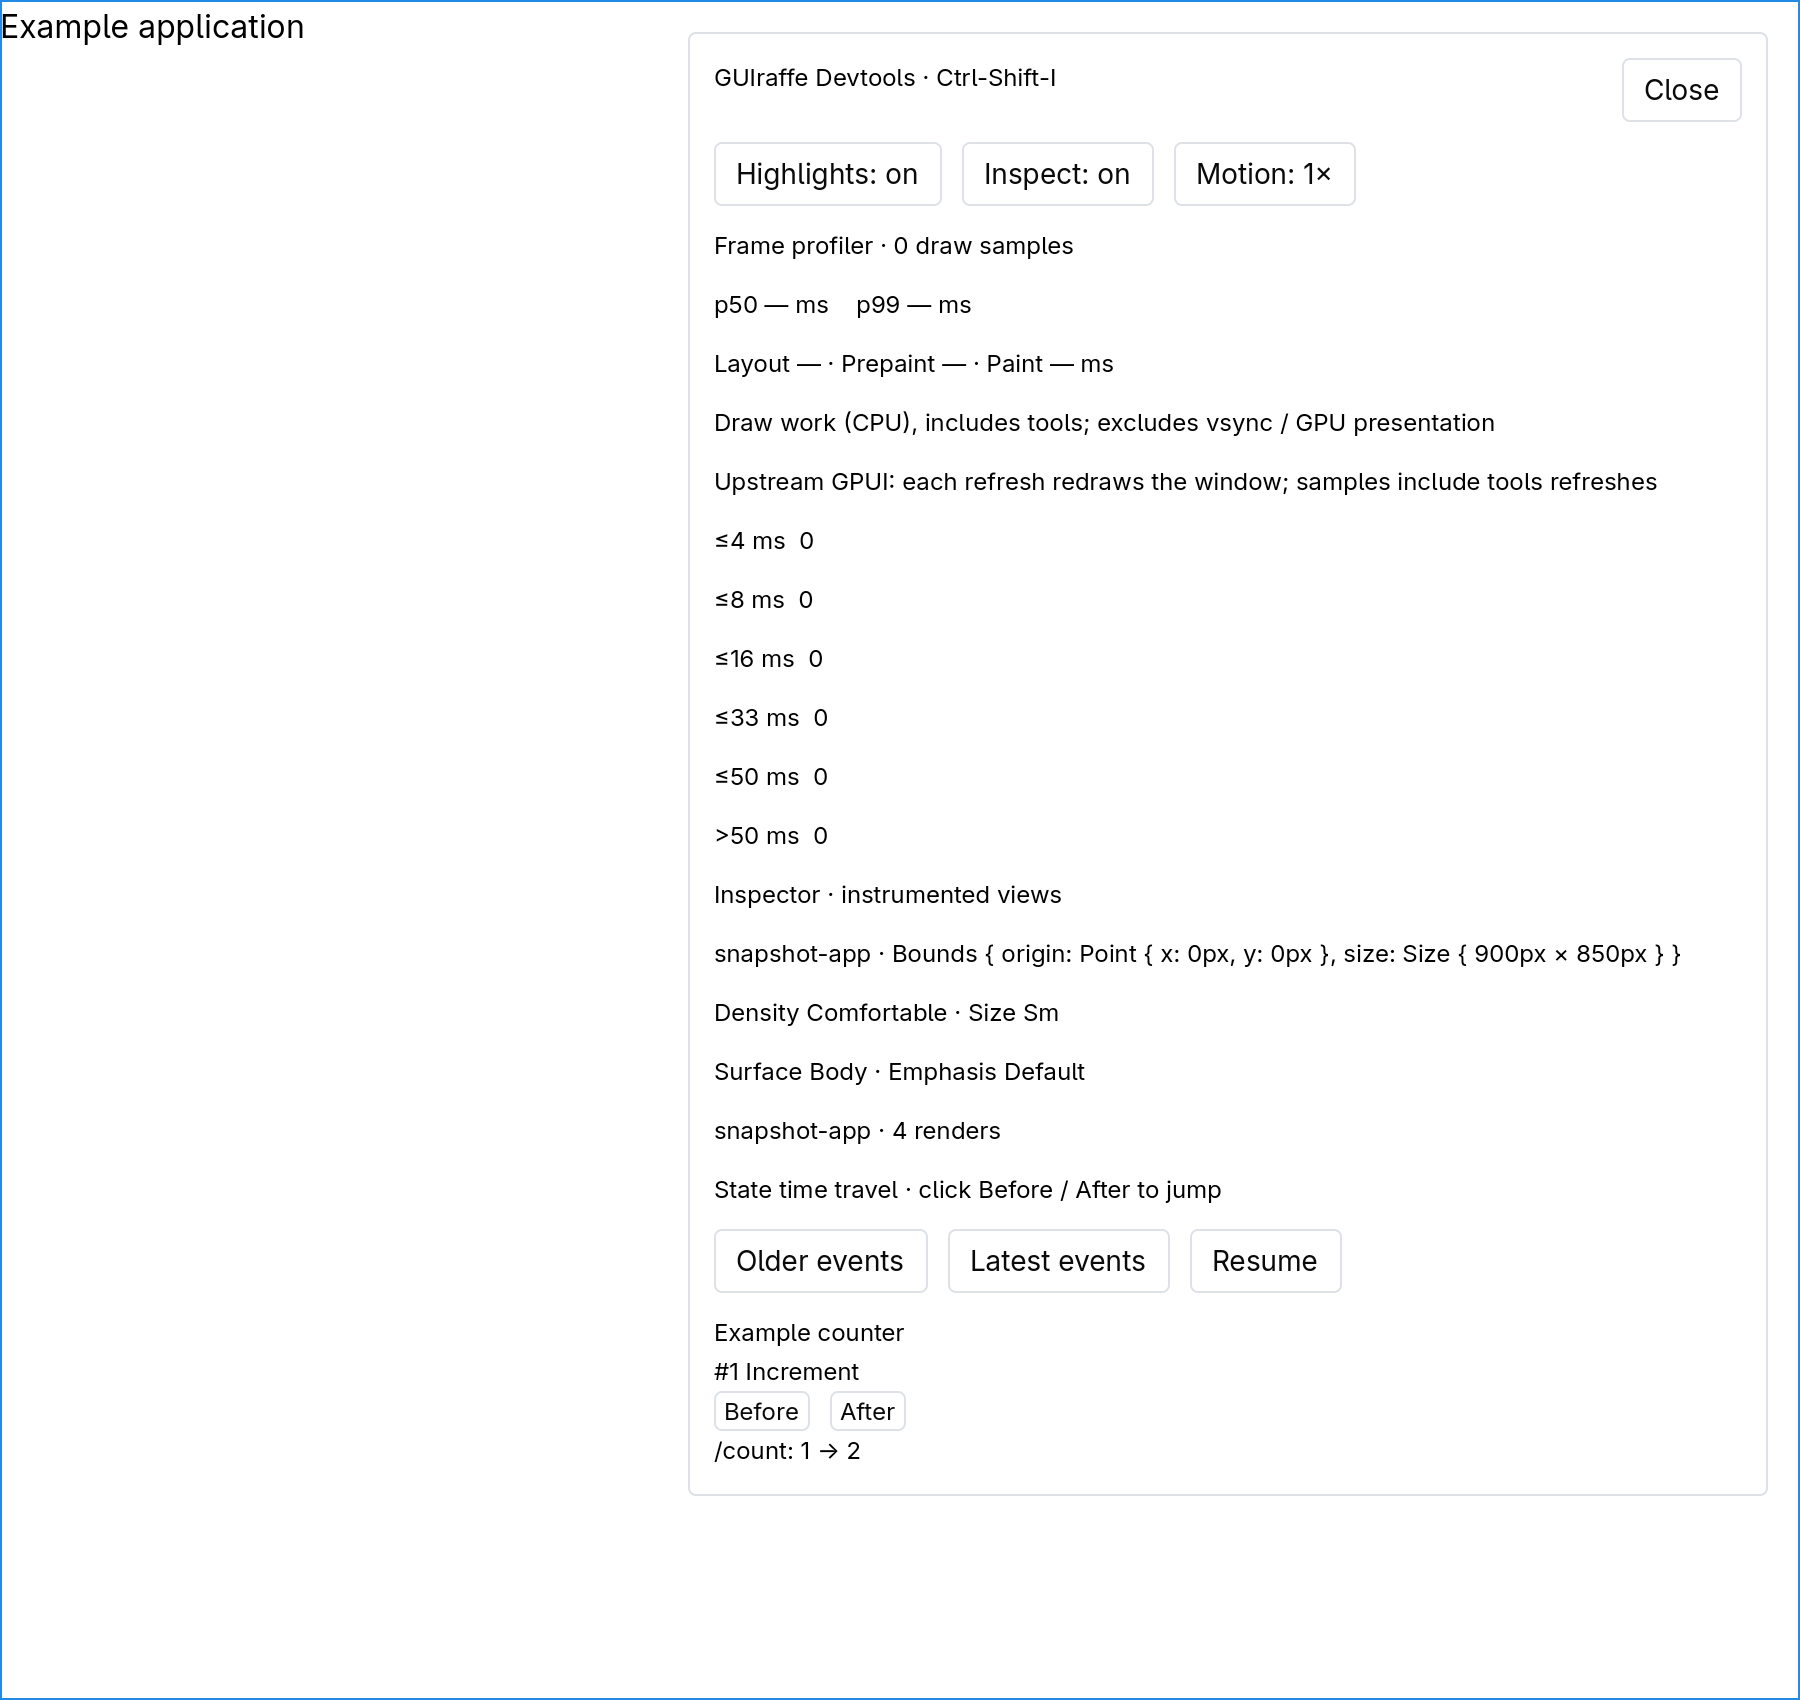 Example application
GUIraffe Devtools · Ctrl-Shift-I
Close
Highlights: on
Inspect: on
Motion: 1×
Frame profiler · 0 draw samples
p50 — ms    p99 — ms
Layout — · Prepaint — · Paint — ms
Draw work (CPU), includes tools; excludes vsync / GPU presentation
Upstream GPUI: each refresh redraws the window; samples include tools refreshes
≤4 ms  0
≤8 ms  0
≤16 ms  0
≤33 ms  0
≤50 ms  0
>50 ms  0
Inspector · instrumented views
snapshot-app · Bounds { origin: Point { x: 0px, y: 0px }, size: Size { 900px × 850px } }
Density Comfortable · Size Sm
Surface Body · Emphasis Default
snapshot-app · 4 renders
State time travel · click Before / After to jump
Older events
Latest events
Resume
Example counter
#1 Increment
Before
After
/count: 1 → 2